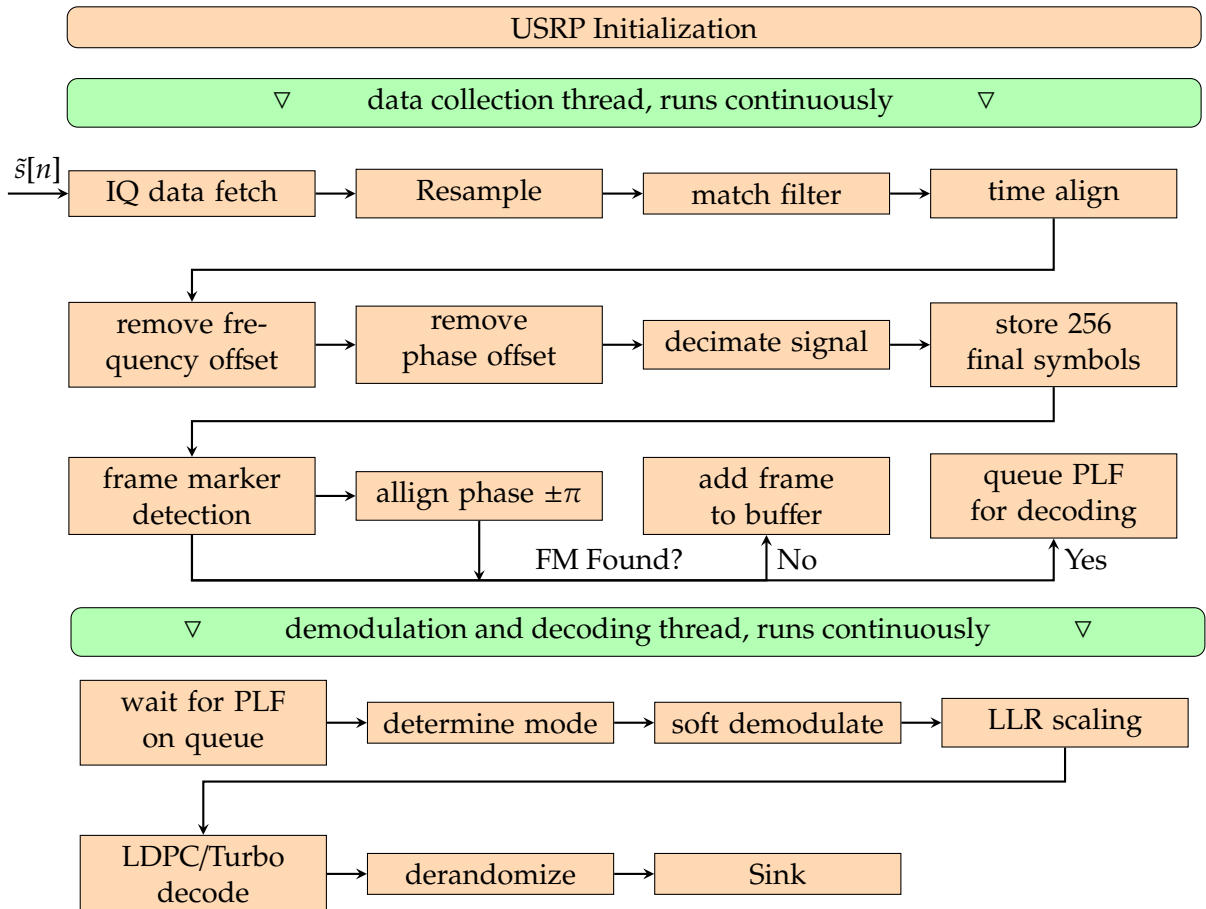 USRP Initialization
▽ data collection thread, runs continuously ▽
s̃[n]
IQ data fetch
Resample
match filter
time align
remove fre-
quency offset
remove
phase offset
decimate signal
store 256
final symbols
frame marker
detection
allign phase ±π
add frame
to buffer
queue PLF
for decoding
FM Found?
No
Yes
▽ demodulation and decoding thread, runs continuously ▽
wait for PLF
on queue
determine mode
soft demodulate
LLR scaling
LDPC/Turbo
decode
derandomize
Sink